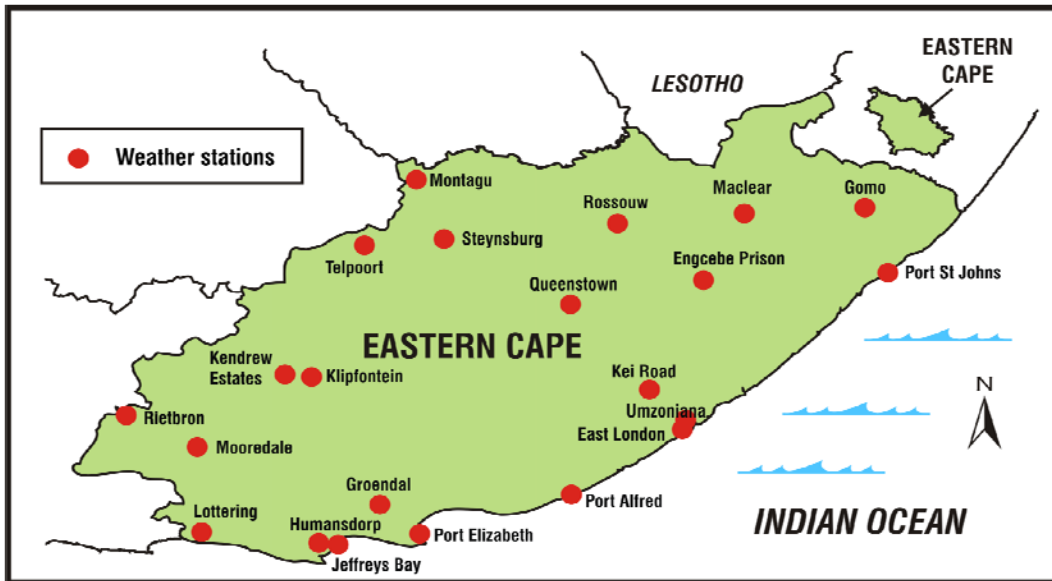 EASTERN
CAPE
LESOTHO
Weather stations
Montagu
Maclear
Gomo
Rossouw
Steynsburg
Telpoort
Engcebe Prison
Port St Johns
Queenstown
EASTERN CAPE
Kendrew
Estates
Klipfontein
Kei Road
N
Rietbron
Umzoniana
East London
Mooredale
Groendal
Port Alfred
Lottering
Humansdorp
Port Elizabeth
INDIAN OCEAN
Jeffreys Bay